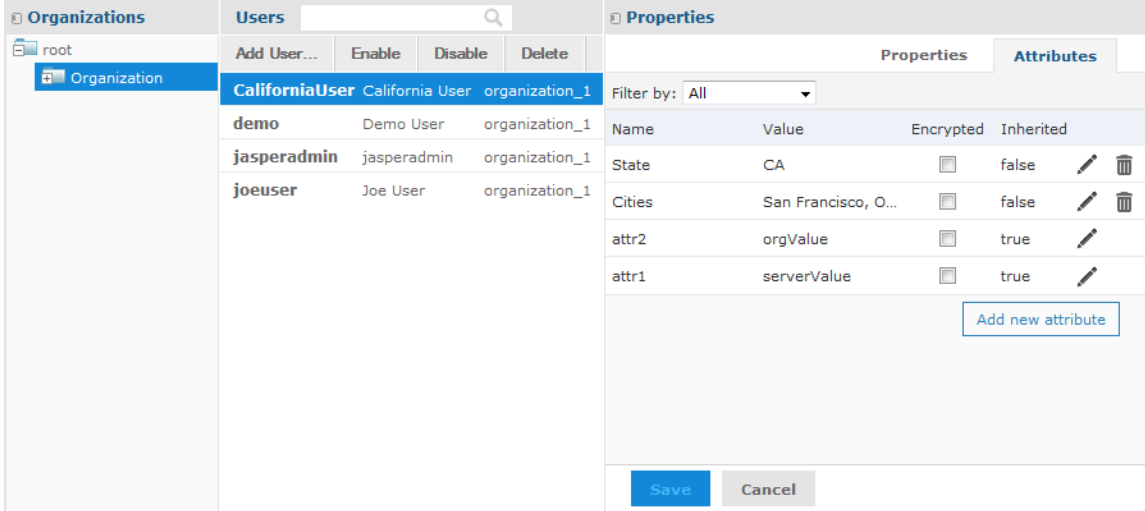 Organizations
root
Organization
Users
Add User... Enable Disable Delete
CaliforniaUser California User organization_1
demo Demo User organization_1
jasperadmin jasperadmin organization_1
joeuser Joe User organization_1
Properties
Properties Attributes
Filter by: All
Name Value Encrypted Inherited
State CA false
Cities San Francisco, O... false
attr2 orgValue true
attr1 serverValue true
Add new attribute
Save Cancel